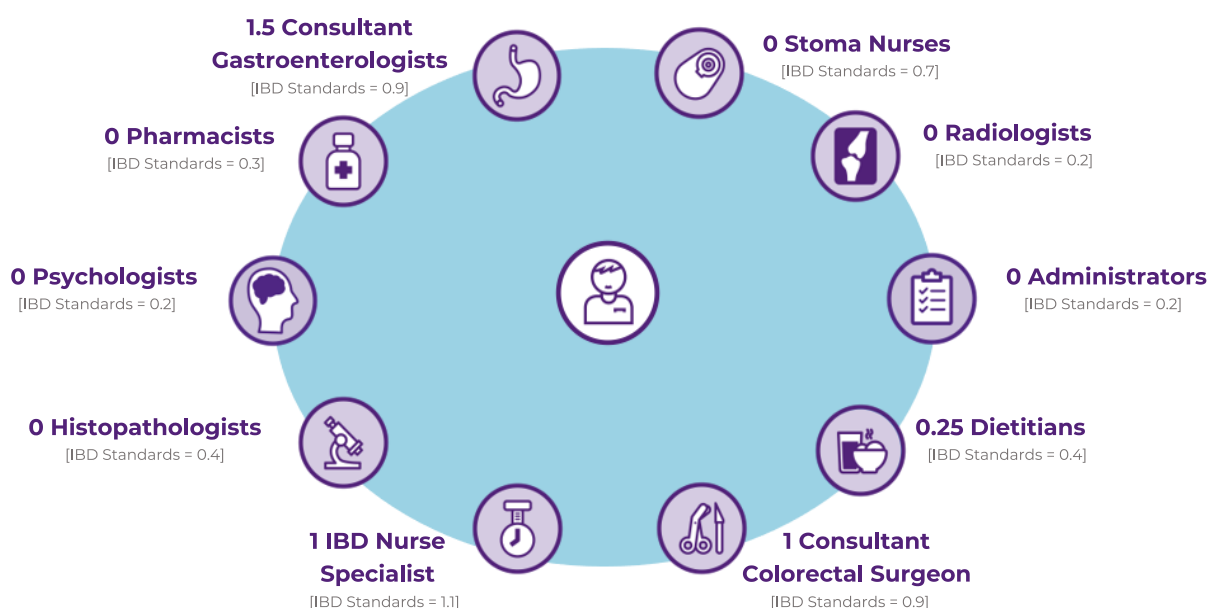 1.5 Consultant
Gastroenterologists
[IBD Standards = 0.9]
0 Stoma Nurses
[IBD Standards = 0.7]
0 Pharmacists
[IBD Standards = 0.3]
0 Radiologists
[IBD Standards = 0.2]
0 Psychologists
[IBD Standards = 0.2]
0 Administrators
[IBD Standards = 0.2]
0 Histopathologists
[IBD Standards = 0.4]
0.25 Dietitians
[IBD Standards = 0.4]
1 IBD Nurse
Specialist
[IBD Standards = 1.1]
1 Consultant
Colorectal Surgeon
[IBD Standards = 0.9]